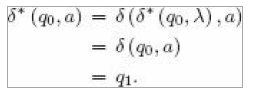 δ* (q₀, a) = δ (δ* (q₀, λ) , a)
= δ (q₀, a)
= q₁.